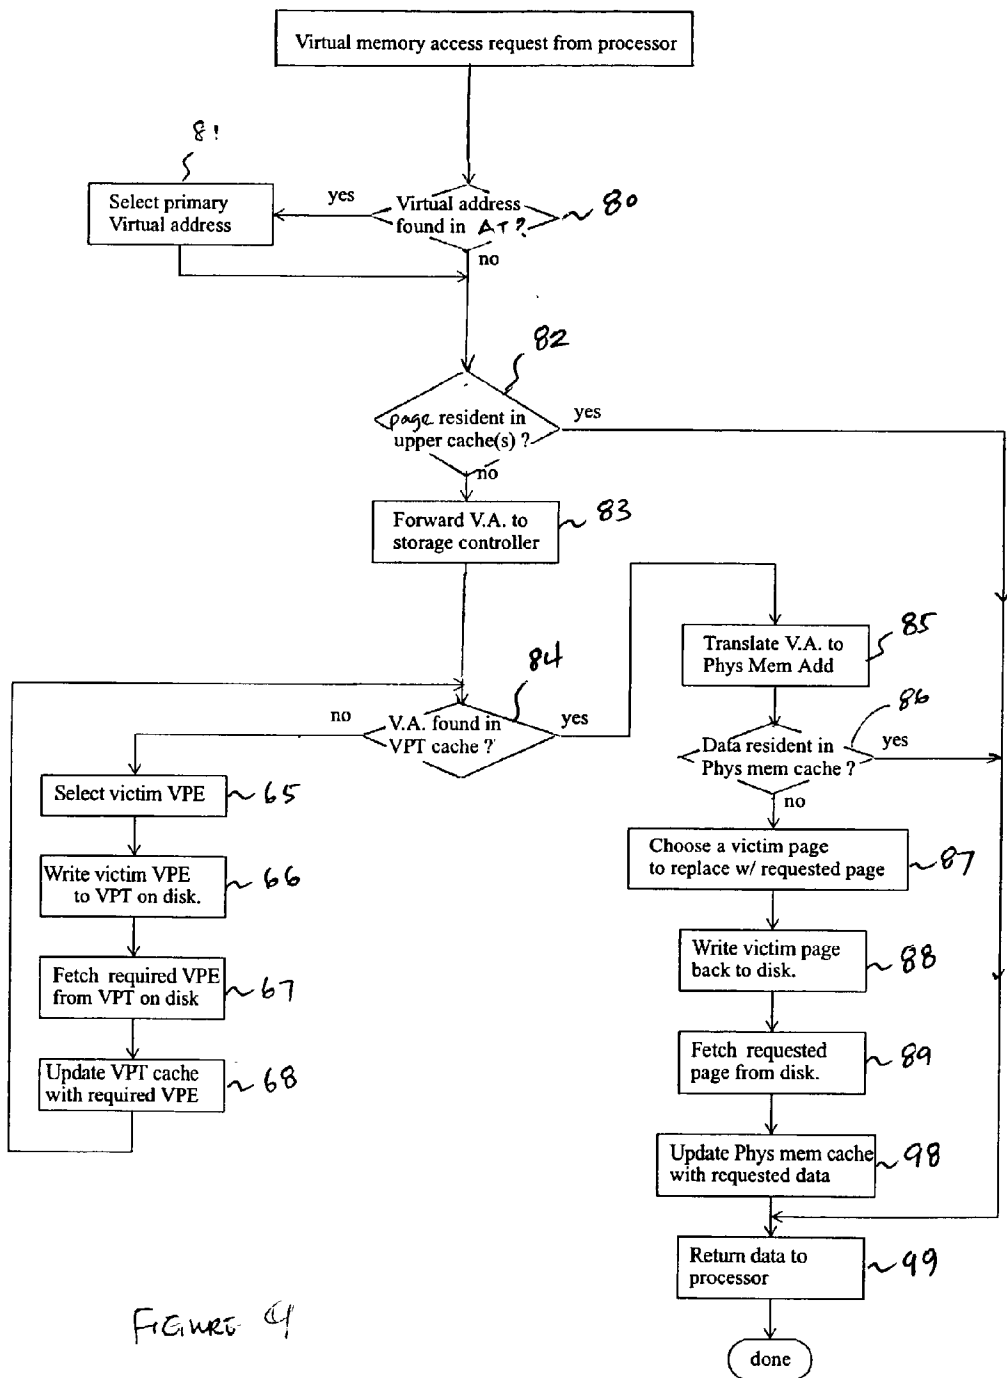 Virtual memory access request from processor
81
Select primary
Virtual address
yes
Virtual address
found in AT?
80
no
82
page resident in
upper cache(s) ?
yes
no
Forward V.A. to
storage controller
83
Translate V.A. to
Phys Mem Add
85
84
V.A. found in
VPT cache ?
no
yes
86
Data resident in
Phys mem cache ?
yes
no
Select victim VPE
65
Choose a victim page
to replace w/ requested page
87
Write victim VPE
to VPT on disk.
66
Write victim page
back to disk.
88
Fetch required VPE
from VPT on disk
67
Fetch requested
page from disk.
89
Update VPT cache
with required VPE
68
Update Phys mem cache
with requested data
98
Return data to
processor
99
done
FIGURE 4